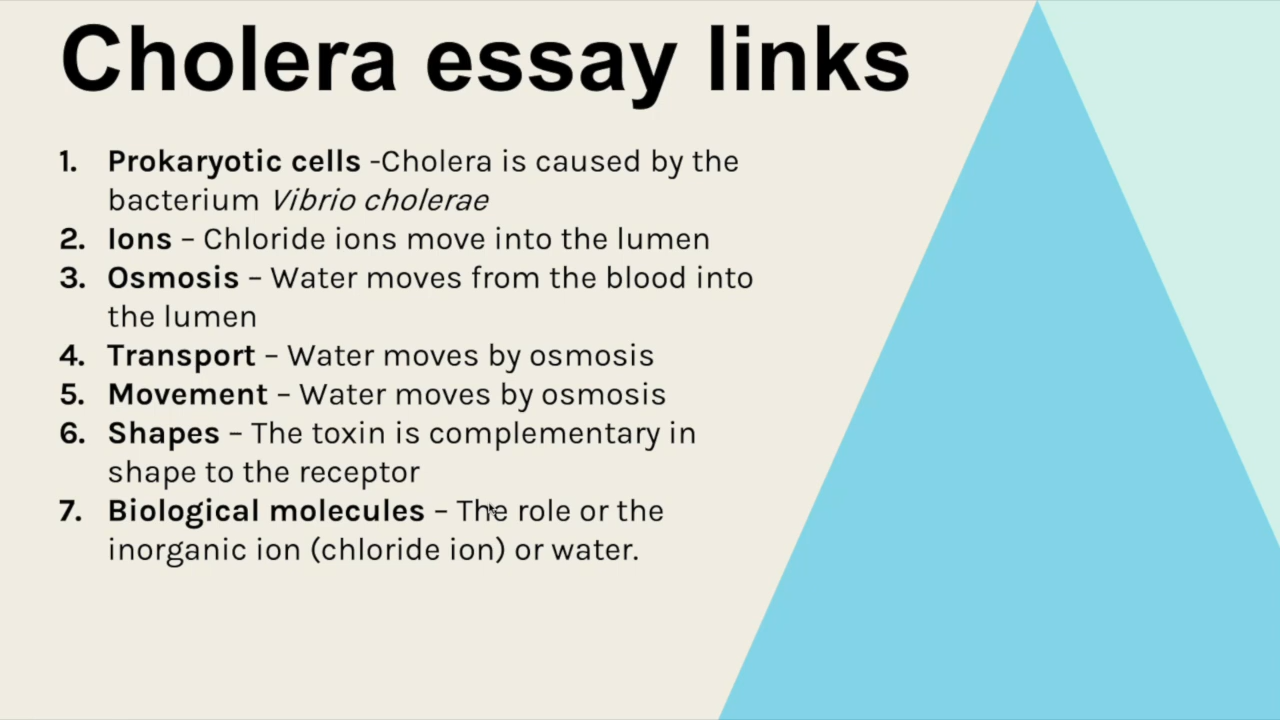 Cholera essay links
1. Prokaryotic cells -Cholera is caused by the
bacterium Vibrio cholerae
2. Ions – Chloride ions move into the lumen
3. Osmosis – Water moves from the blood into
the lumen
4. Transport – Water moves by osmosis
5. Movement – Water moves by osmosis
6. Shapes – The toxin is complementary in
shape to the receptor
7. Biological molecules – The role or the
inorganic ion (chloride ion) or water.